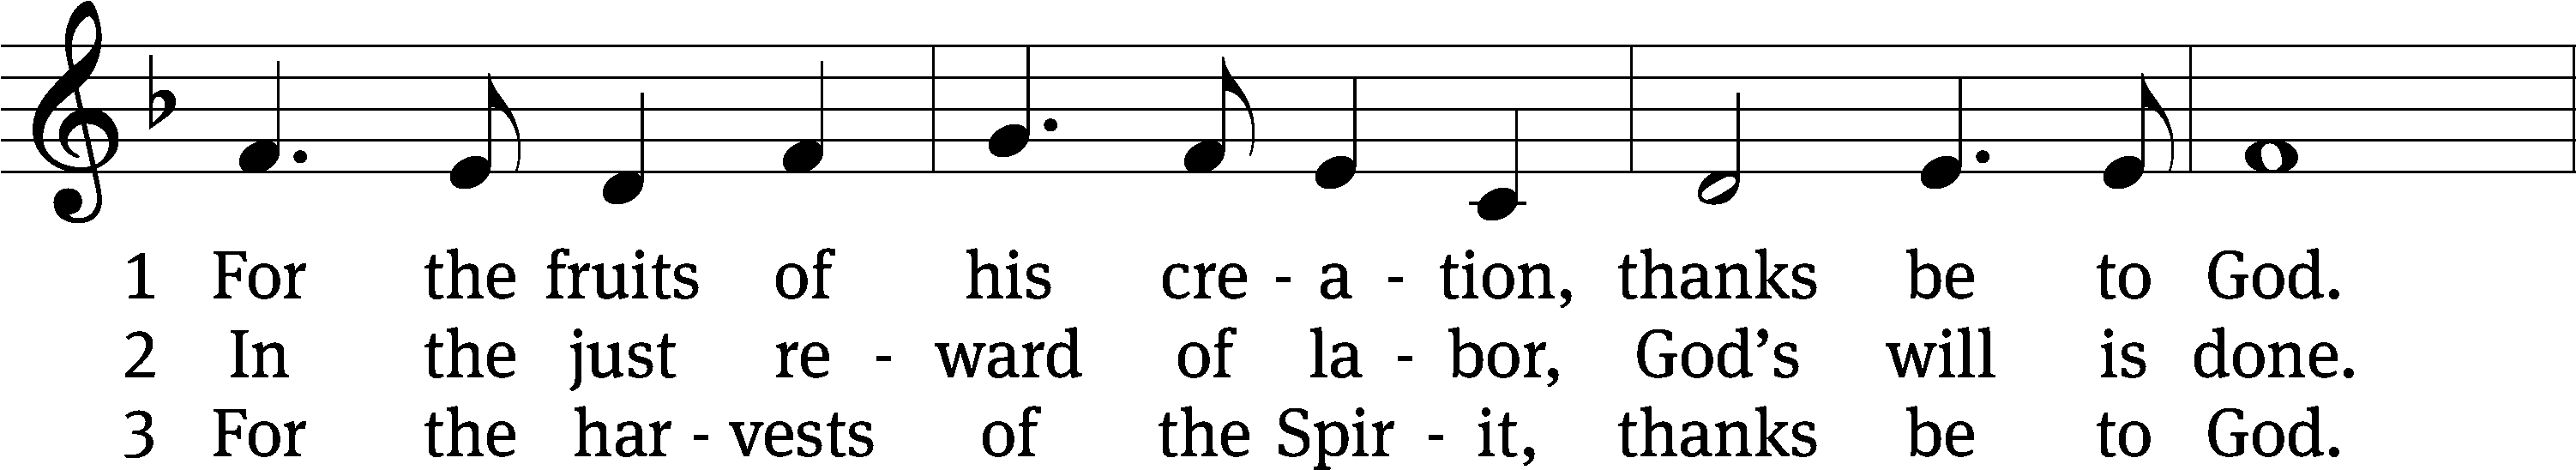 1 For the fruits of his cre - a - tion, thanks be to God.
2 In the just re - ward of la - bor, God’s will is done.
3 For the har - vests of the Spir - it, thanks be to God.